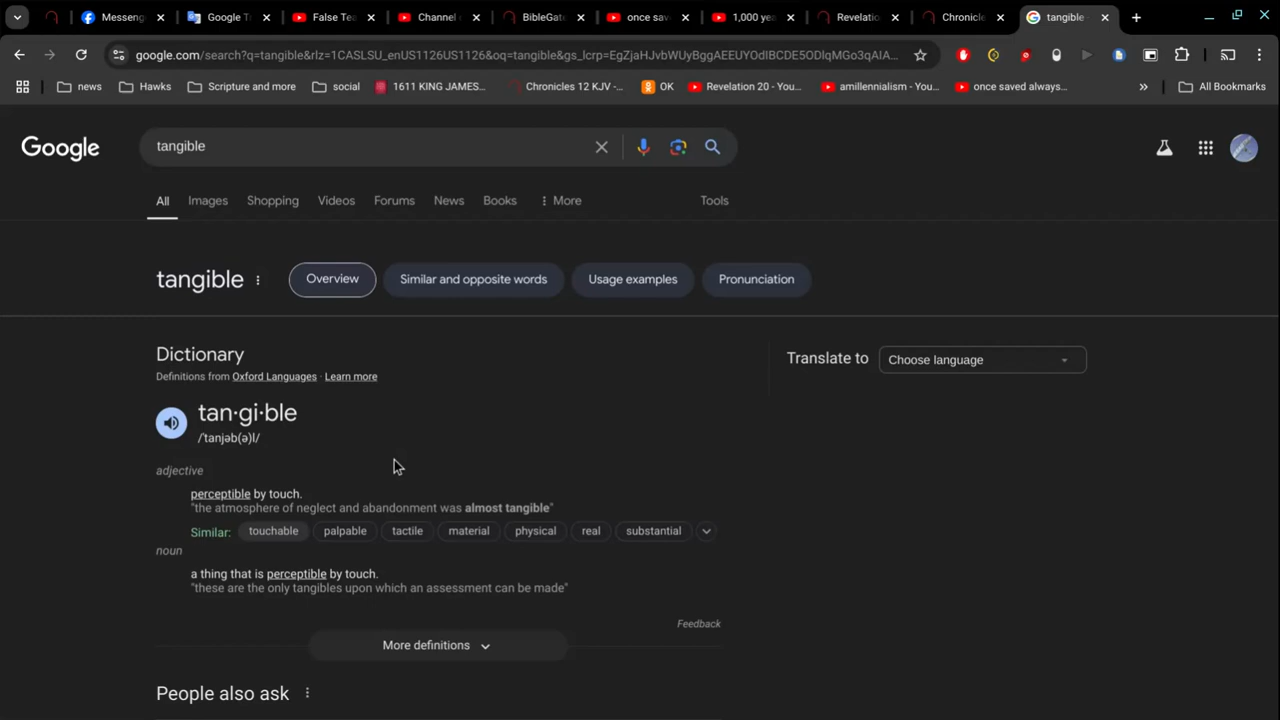 Messeng
Google T
False Tea
Channel
BibleGat
once sav
1,000 yea
Revelatio
Chronicle
tangible
google.com/search?q=tangible&rlz=1CASLSU_enUS1126US1126&oq=tangible&gs_lcrp=EgZjaHJvbWUyBggAEEUYOdIBCDE5ODlqMGo3qAIA...
news
Hawks
Scripture and more
social
1611 KING JAMES...
Chronicles 12 KJV -...
OK
Revelation 20 - You...
amillennialism - You...
once saved always...
»
All Bookmarks
Google
tangible
All Images Shopping Videos Forums News Books More Tools
tangible Overview Similar and opposite words Usage examples Pronunciation
Dictionary
Definitions from Oxford Languages · Learn more
Translate to Choose language
tan·gi·ble
/ˈtanjəb(ə)l/
adjective
perceptible by touch.
"the atmosphere of neglect and abandonment was almost tangible"
Similar: touchable palpable tactile material physical real substantial
noun
a thing that is perceptible by touch.
"these are the only tangibles upon which an assessment can be made"
Feedback
More definitions
People also ask